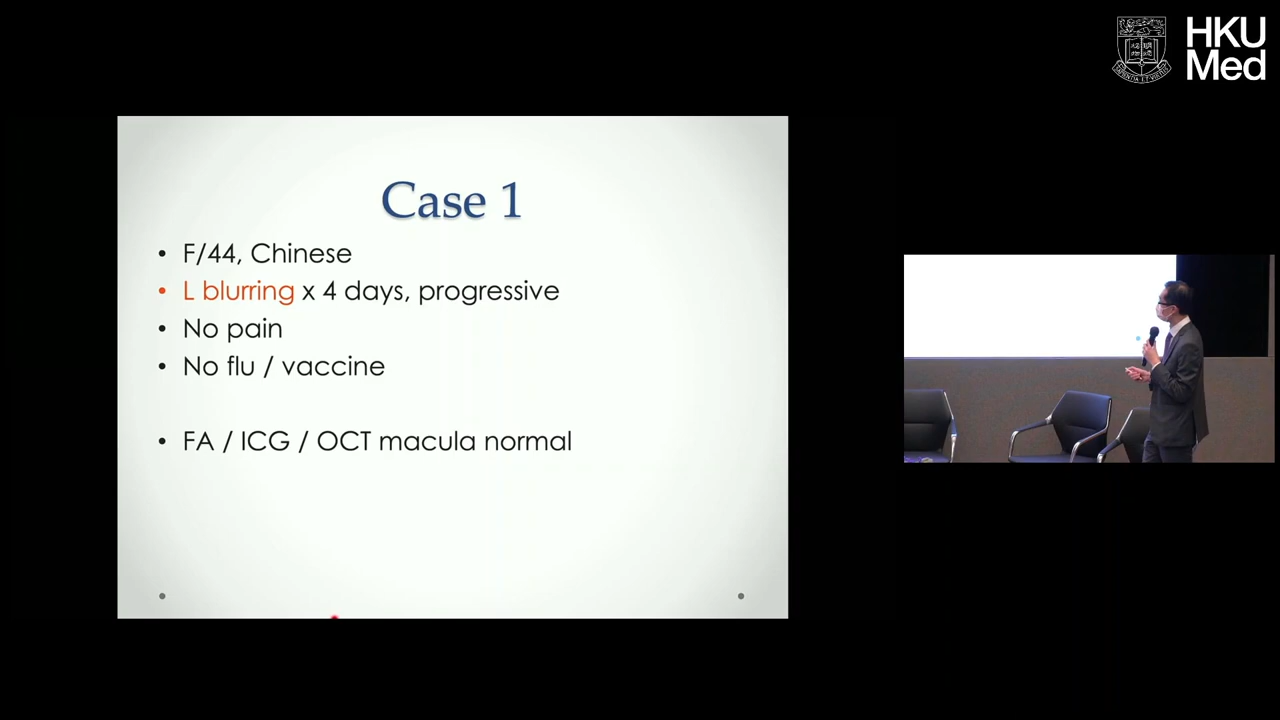 HKU
Med
Case 1
• F/44, Chinese
• L blurring x 4 days, progressive
• No pain
• No flu / vaccine
• FA / ICG / OCT macula normal